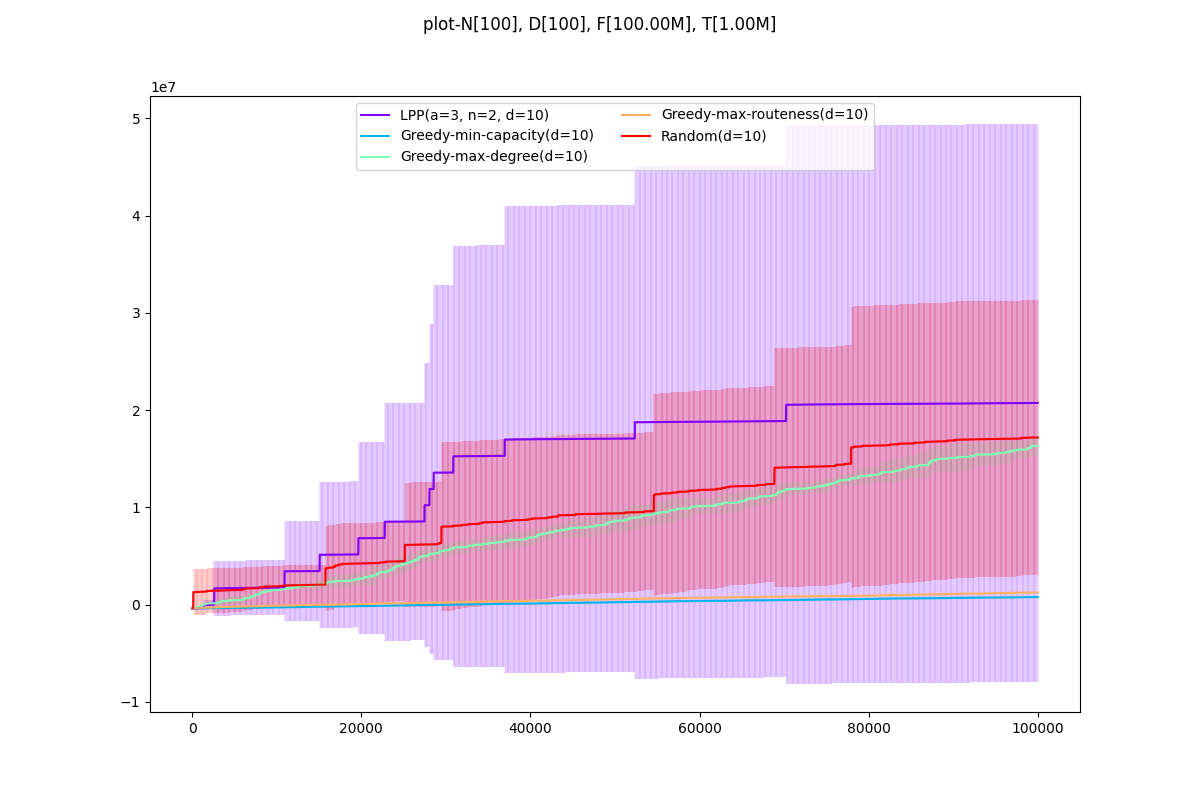 plot-N[100], D[100], F[100.00M], T[1.00M]
1e7
LPP(a=3, n=2, d=10)
Greedy-min-capacity(d=10)
Greedy-max-degree(d=10)
Greedy-max-routeness(d=10)
Random(d=10)
5
4
3
2
1
0
−1
0 20000 40000 60000 80000 100000